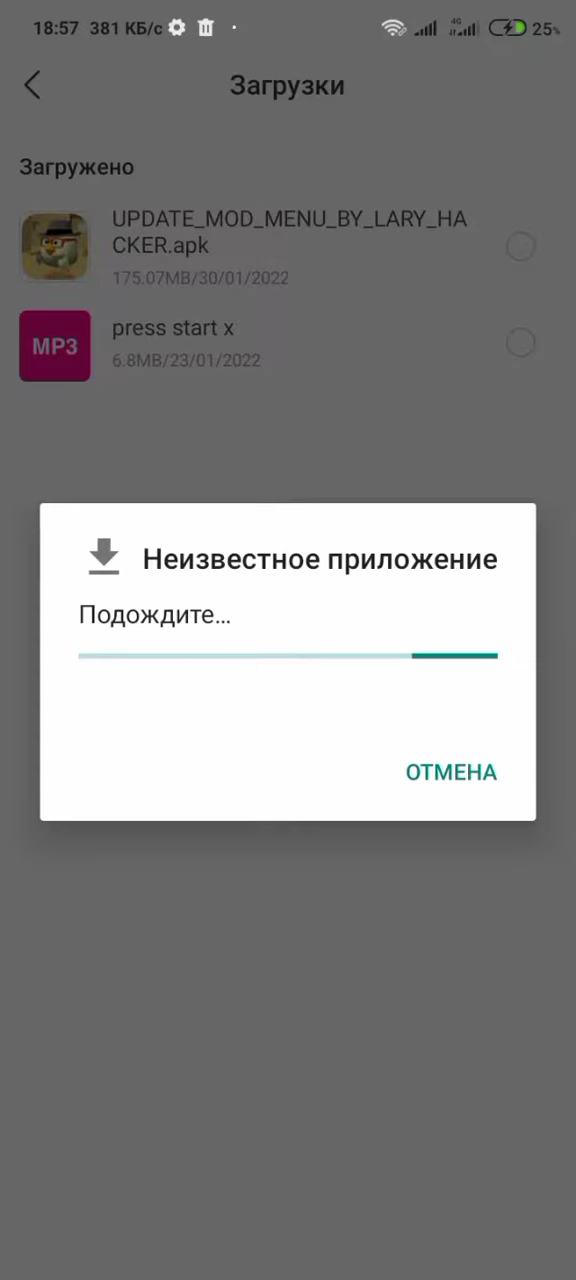 18:57 381 КБ/с 4G 25%
Загрузки
Загружено
UPDATE_MOD_MENU_BY_LARY_HA
CKER.apk
175.07MB/30/01/2022
MP3
press start x
6.8MB/23/01/2022
Неизвестное приложение
Подождите...
ОТМЕНА